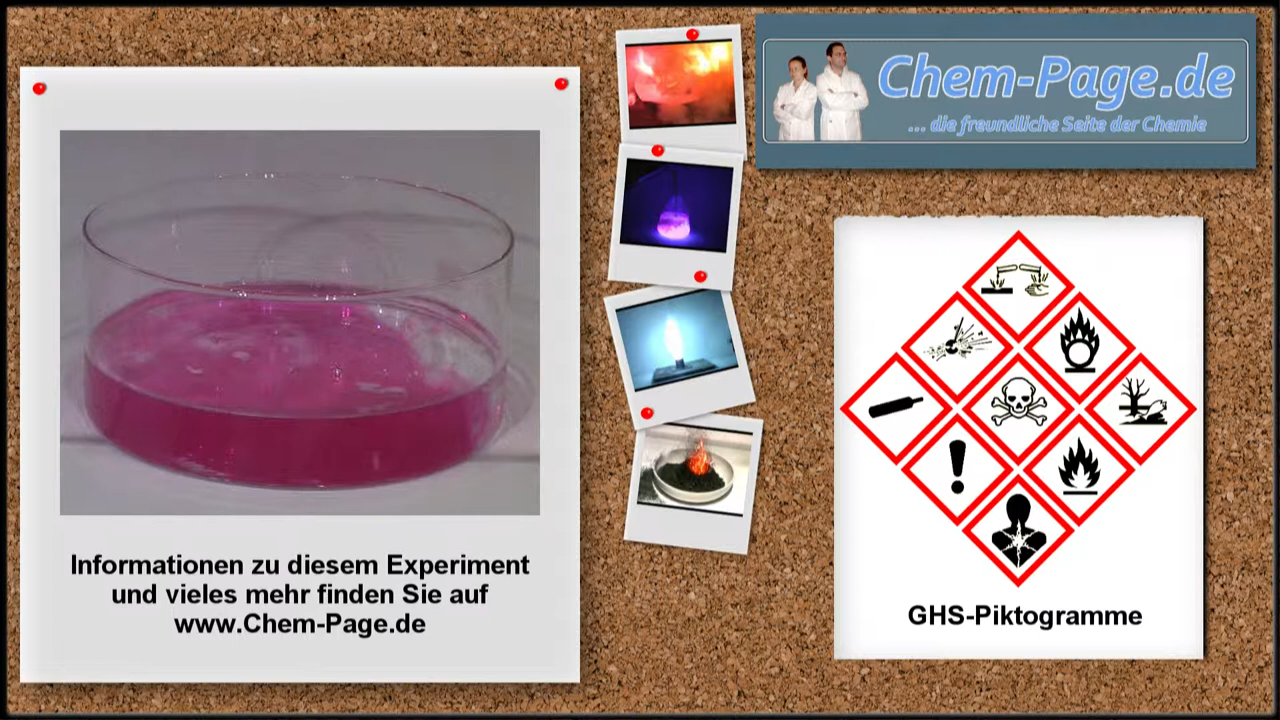 Chem-Page.de
... die freundliche Seite der Chemie
Informationen zu diesem Experiment
und vieles mehr finden Sie auf
www.Chem-Page.de
GHS-Piktogramme